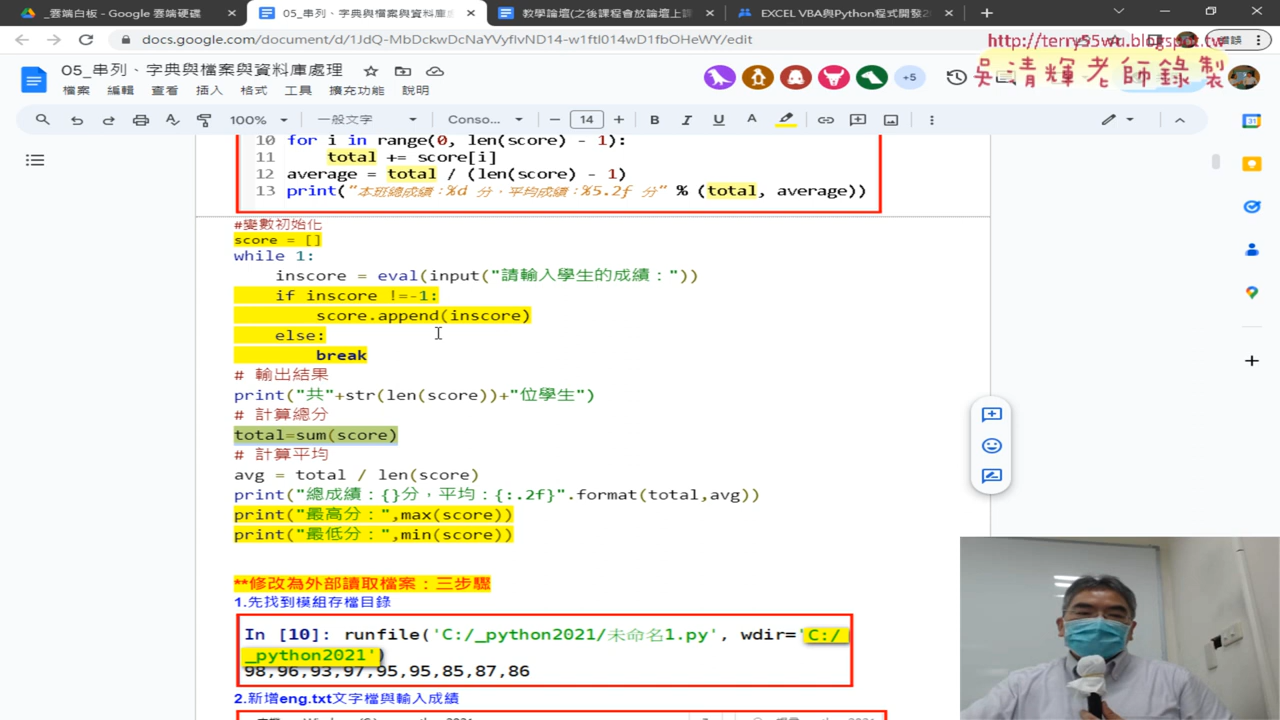 _雲端白板 - Google 雲端硬碟
05_串列、字典與檔案與資料庫處
教學論壇(之後課程會放論壇上課
EXCEL VBA與Python程式開發2
docs.google.com/document/d/1JdQ-MbDckwDcNaYVyfIvND14-w1ftI014wD1fbOHeWY/edit
http://terry55wu.blogspot.tw
吳清輝老師錄製
05_串列、字典與檔案與資料庫處理
檔案 編輯 查看 插入 格式 工具 擴充功能 說明
+5
100% 一般文字 Conso... 14 B I U A
10 for i in range(0, len(score) - 1):
11 total += score[i]
12 average = total / (len(score) - 1)
13 print("本班總成績：%d 分，平均成績：%5.2f 分" % (total, average))
#變數初始化
score = []
while 1:
inscore = eval(input("請輸入學生的成績："))
if inscore !=-1:
score.append(inscore)
else:
break
# 輸出結果
print("共"+str(len(score))+"位學生")
# 計算總分
total=sum(score)
# 計算平均
avg = total / len(score)
print("總成績：{}分，平均：{:.2f}".format(total,avg))
print("最高分：",max(score))
print("最低分：",min(score))
**修改為外部讀取檔案：三步驟
1.先找到模組存檔目錄
In [10]: runfile('C:/_python2021/未命名1.py', wdir='C:/
_python2021')
98,96,93,97,95,95,85,87,86
2.新增eng.txt文字檔與輸入成績